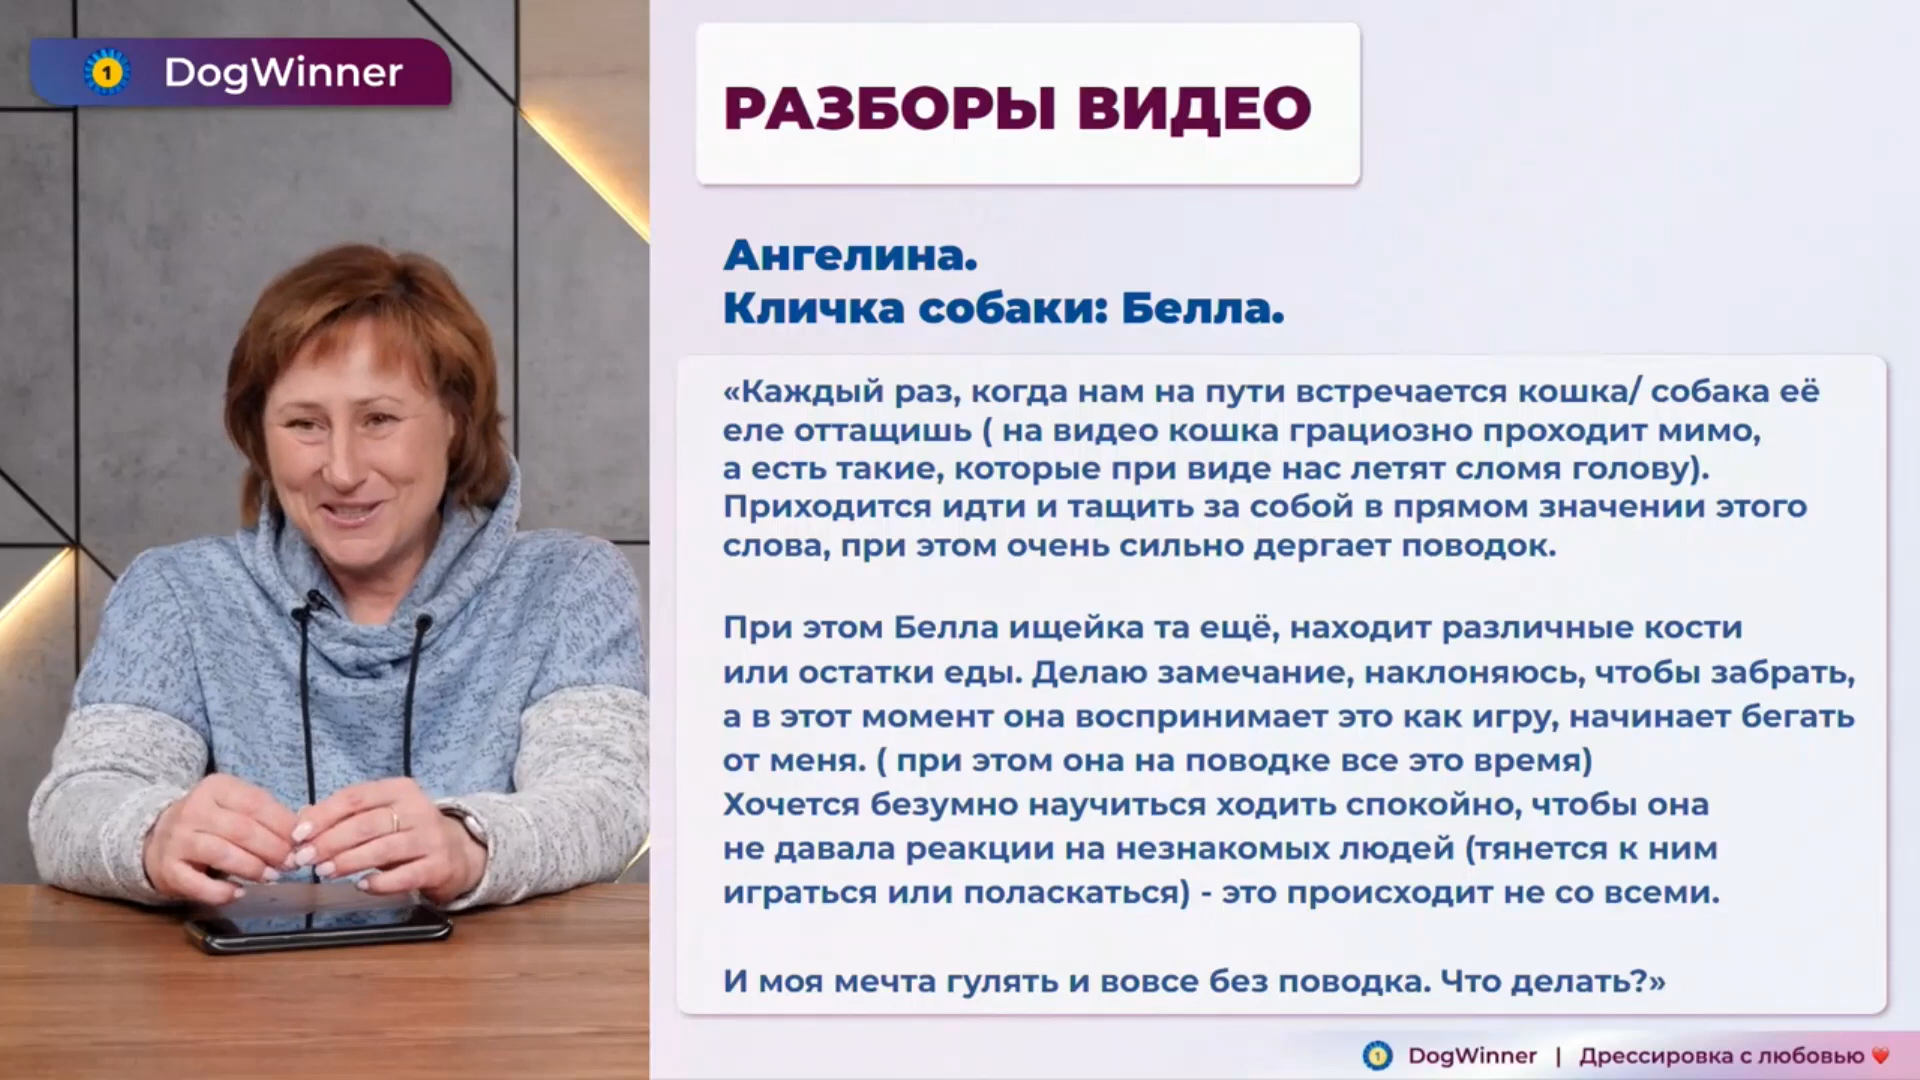 1 DogWinner
РАЗБОРЫ ВИДЕО
Ангелина.
Кличка собаки: Белла.
«Каждый раз, когда нам на пути встречается кошка/ собака её
еле оттащишь ( на видео кошка грациозно проходит мимо,
а есть такие, которые при виде нас летят сломя голову).
Приходится идти и тащить за собой в прямом значении этого
слова, при этом очень сильно дергает поводок.
При этом Белла ищейка та ещё, находит различные кости
или остатки еды. Делаю замечание, наклоняюсь, чтобы забрать,
а в этот момент она воспринимает это как игру, начинает бегать
от меня. ( при этом она на поводке все это время)
Хочется безумно научиться ходить спокойно, чтобы она
не давала реакции на незнакомых людей (тянется к ним
играться или поласкаться) - это происходит не со всеми.
И моя мечта гулять и вовсе без поводка. Что делать?»
1 DogWinner | Дрессировка с любовью ❤️